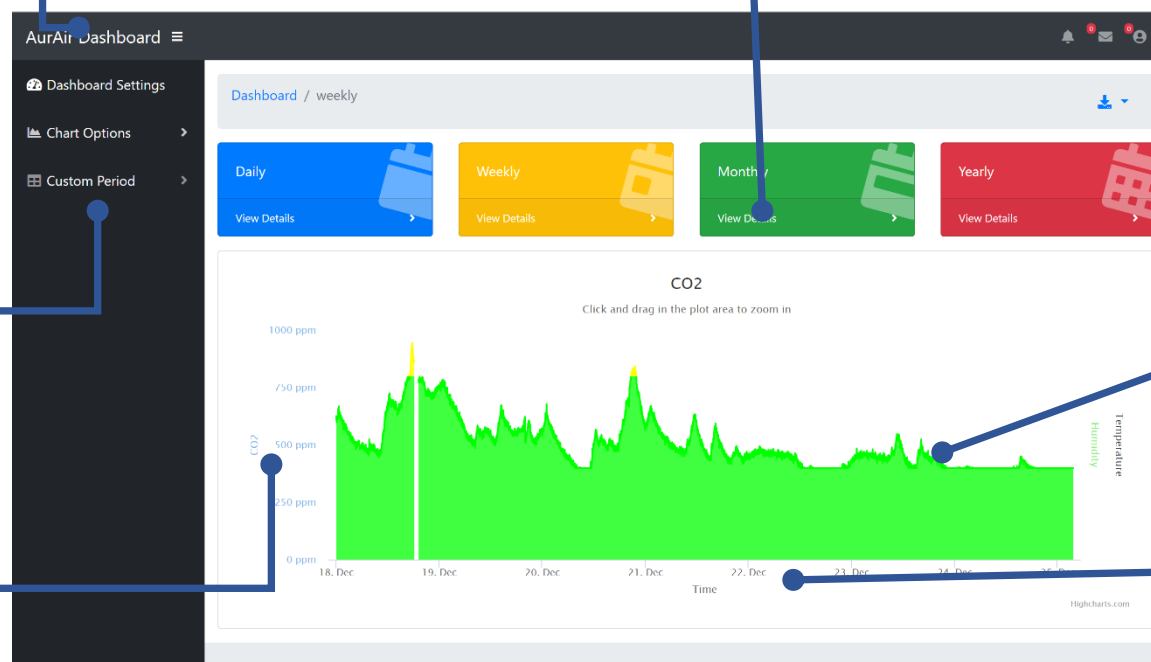 AurAir Dashboard
0
0
Dashboard Settings
Dashboard / weekly
Chart Options
Custom Period
Daily
Weekly
Monthly
Yearly
View Details
View Details
View Details
View Details
CO2
Click and drag in the plot area to zoom in
1000 ppm
750 ppm
500 ppm
250 ppm
0 ppm
CO2
Humidity
Temperature
18. Dec
19. Dec
20. Dec
21. Dec
22. Dec
23. Dec
24. Dec
25. Dec
Time
Highcharts.com